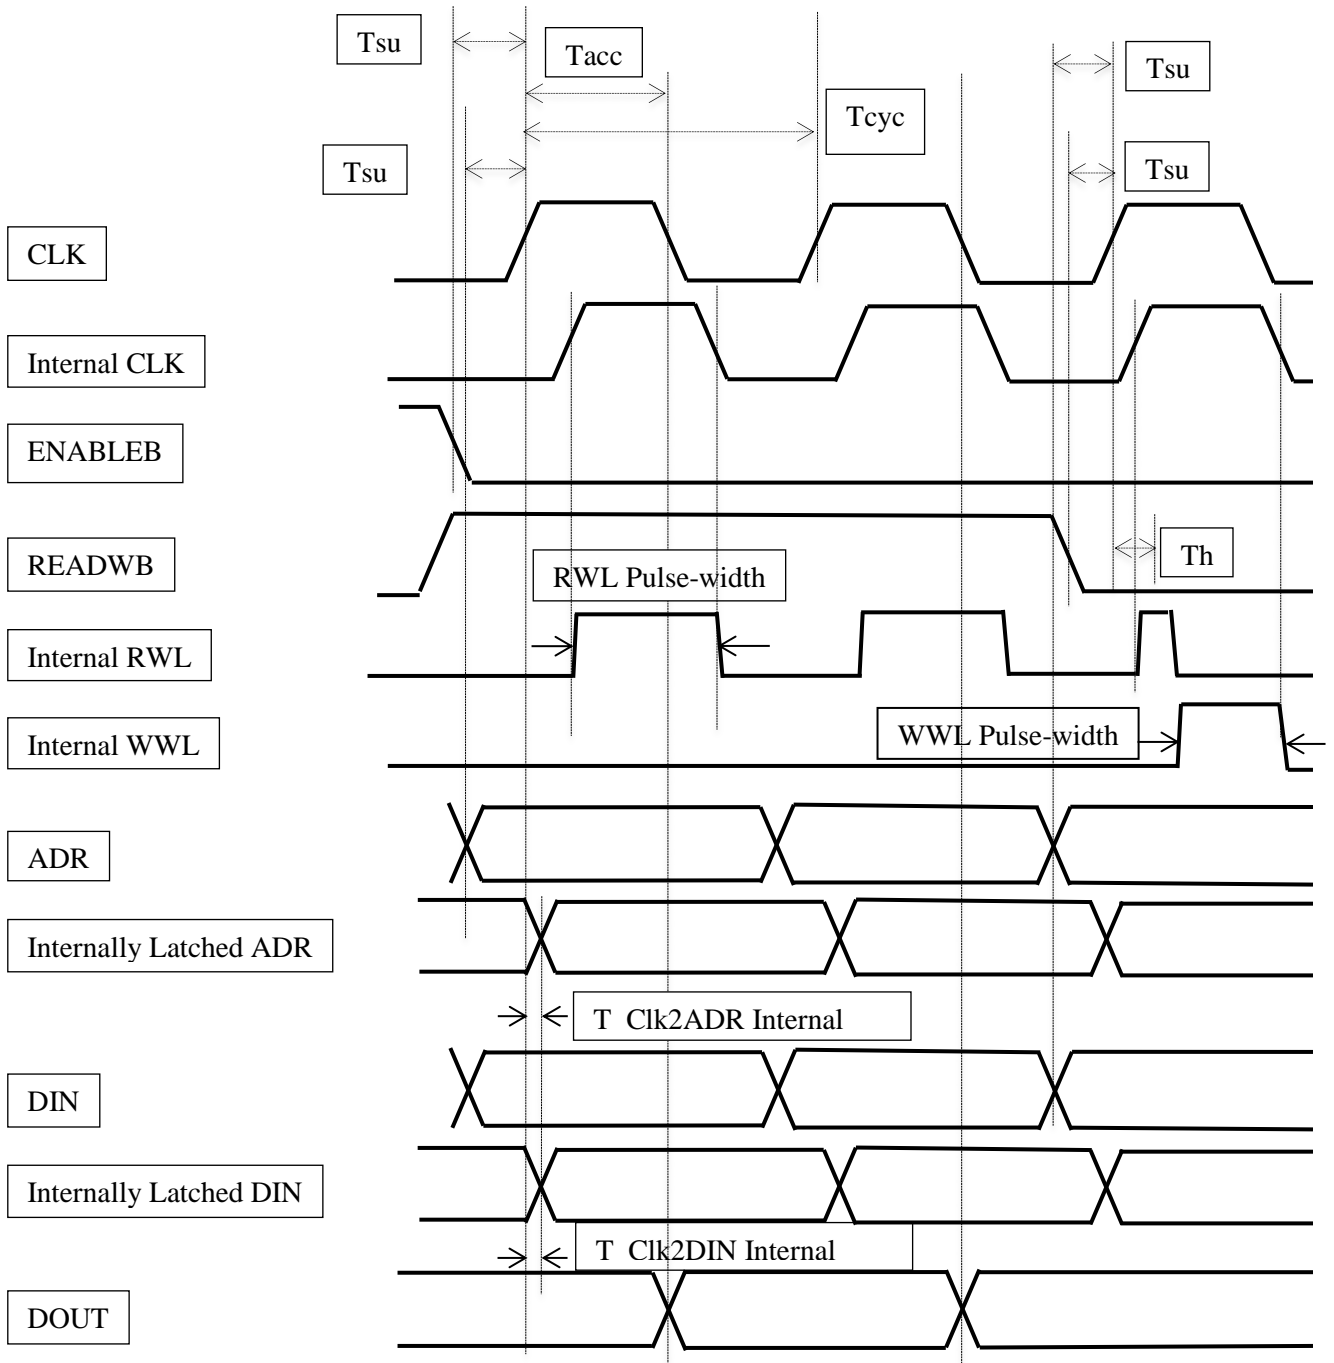 Tsu
Tacc
Tsu
Tcyc
Tsu
Tsu
CLK
Internal CLK
ENABLEB
READWB
RWL Pulse-width
Th
Internal RWL
Internal WWL
WWL Pulse-width
ADR
Internally Latched ADR
T Clk2ADR Internal
DIN
Internally Latched DIN
T Clk2DIN Internal
DOUT